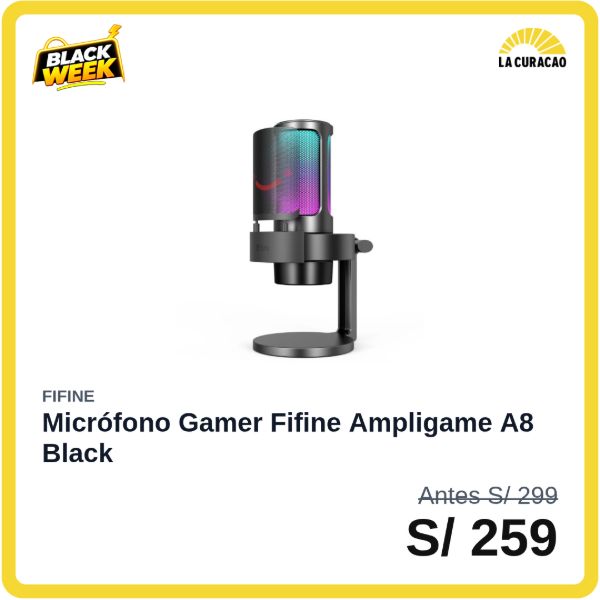 BLACK
WEEK
LA CURACAO
FIFINE
Micrófono Gamer Fifine Ampligame A8
Black
Antes S/ 299
S/ 259